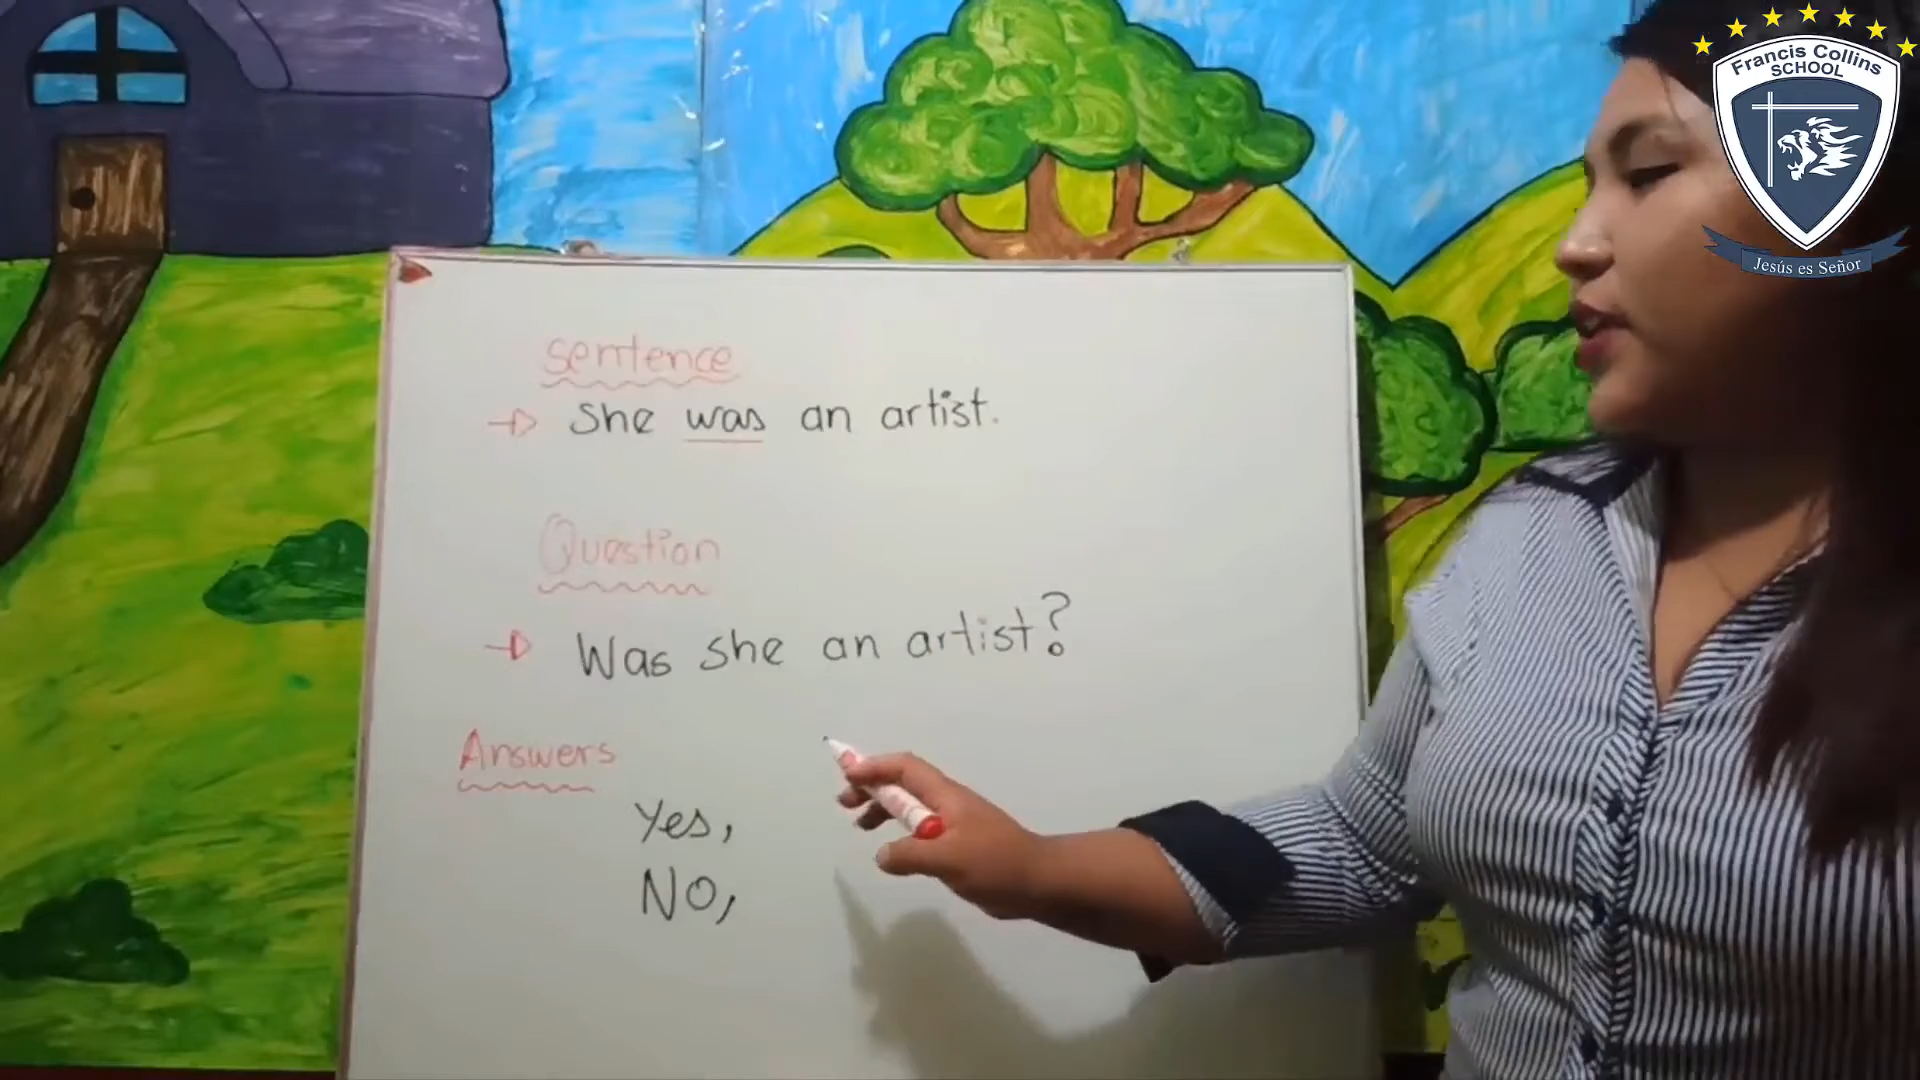 Francis Collins
SCHOOL
Jesús es Señor
sentence
She was an artist.
Question
Was she an artist?
Answers
Yes,
No,